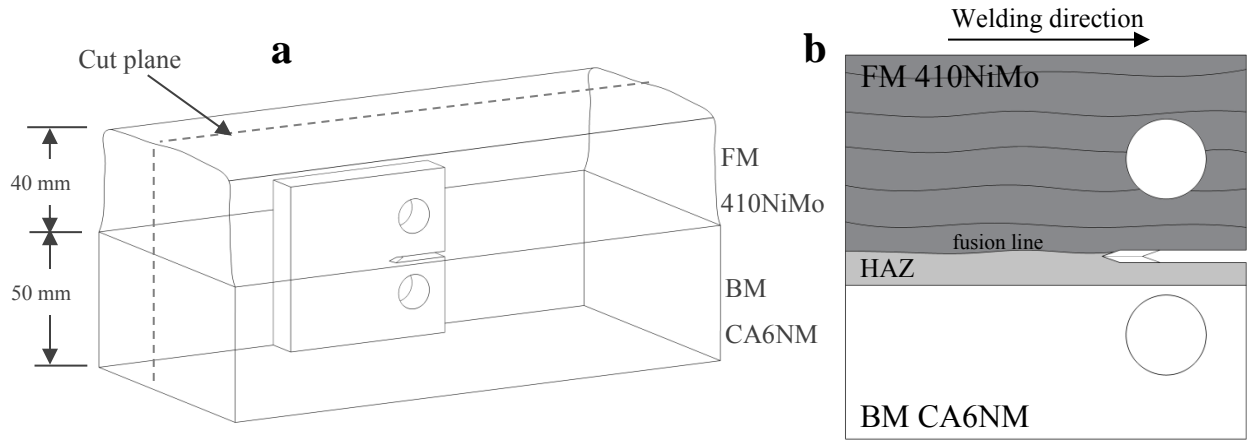 a
Cut plane
40 mm
50 mm
FM
410NiMo
BM
CA6NM
b
Welding direction
FM 410NiMo
fusion line
HAZ
BM CA6NM